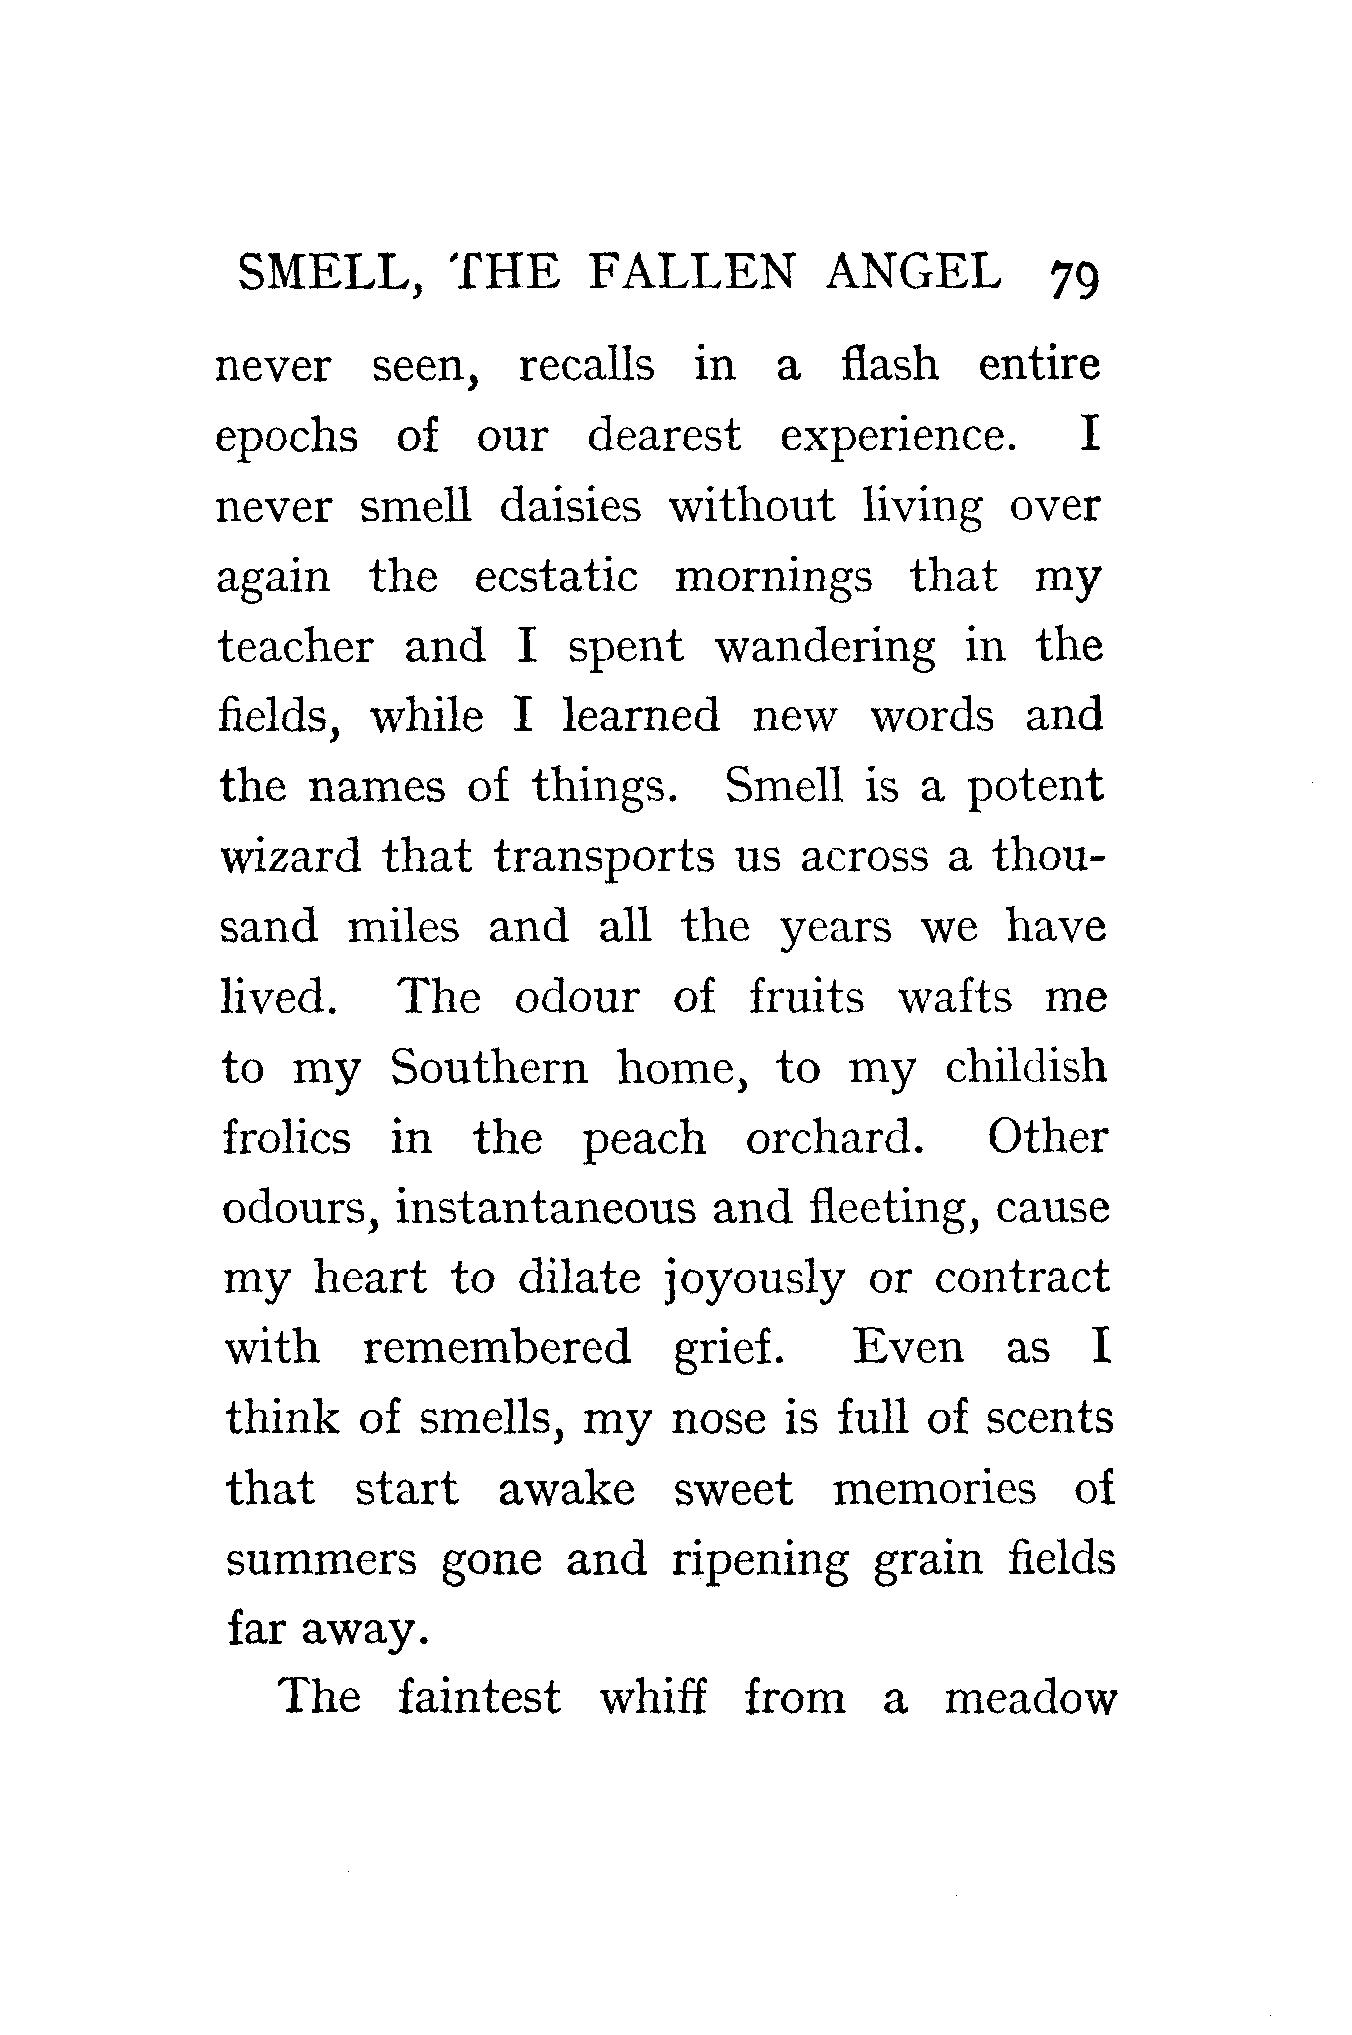 SMELL, THE FALLEN ANGEL 79
never seen, recalls in a flash entire
epochs of our dearest experience. I
never smell daisies without living over
again the ecstatic mornings that my
teacher and I spent wandering in the
fields, while I learned new words and
the names of things. Smell is a potent
wizard that transports us across a thou-
sand miles and all the years we have
lived. The odour of fruits wafts me
to my Southern home, to my childish
frolics in the peach orchard. Other
odours, instantaneous and fleeting, cause
my heart to dilate joyously or contract
with remembered grief. Even as I
think of smells, my nose is full of scents
that start awake sweet memories of
summers gone and ripening grain fields
far away.
The faintest whiff from a meadow